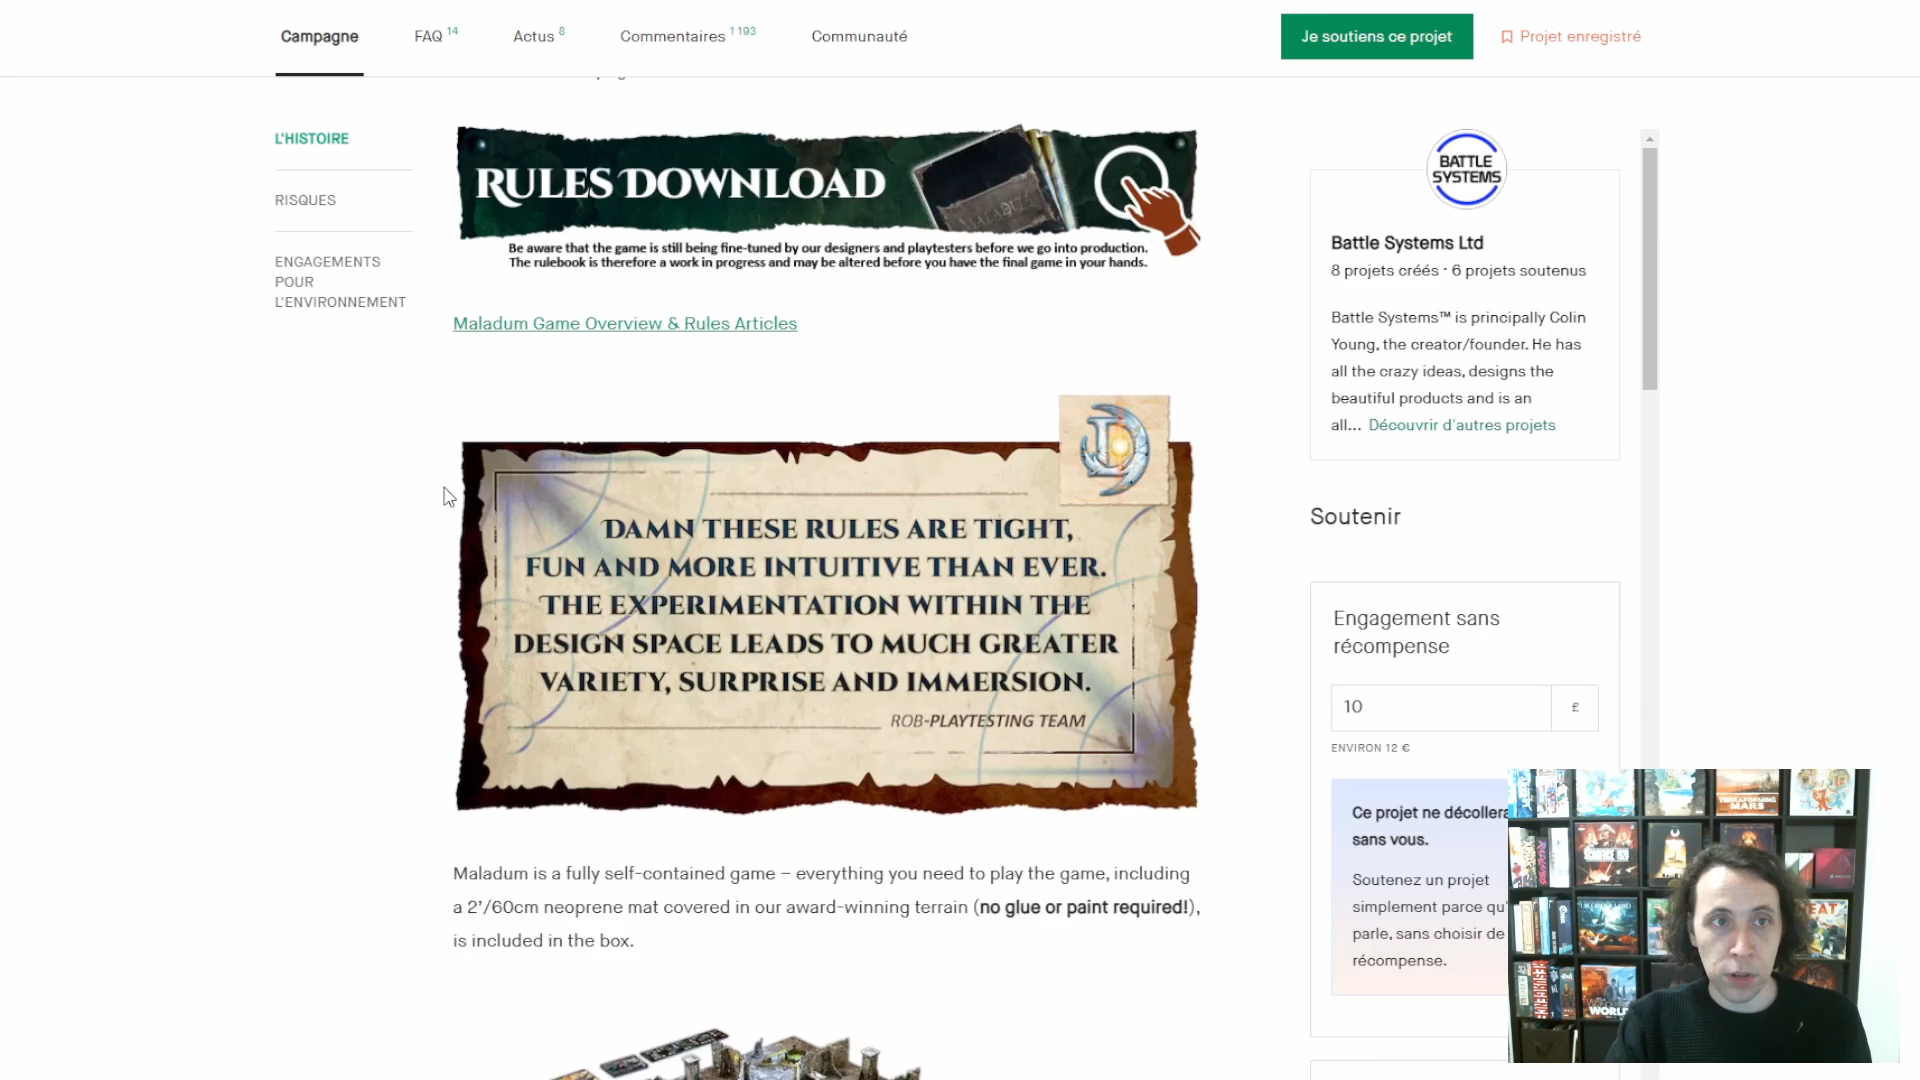 Campagne
FAQ 14
Actus 8
Commentaires 1 193
Communauté
Je soutiens ce projet
Projet enregistré
L'HISTOIRE
RISQUES
ENGAGEMENTS
POUR
L'ENVIRONNEMENT
RULES DOWNLOAD
Be aware that the game is still being fine-tuned by our designers and playtesters before we go into production.
The rulebook is therefore a work in progress and may be altered before you have the final game in your hands.
Maladum Game Overview & Rules Articles
DAMN THESE RULES ARE TIGHT,
FUN AND MORE INTUITIVE THAN EVER.
THE EXPERIMENTATION WITHIN THE
DESIGN SPACE LEADS TO MUCH GREATER
VARIETY, SURPRISE AND IMMERSION.
ROB-PLAYTESTING TEAM
Maladum is a fully self-contained game – everything you need to play the game, including
a 2’/60cm neoprene mat covered in our award-winning terrain (no glue or paint required!),
is included in the box.
BATTLE
SYSTEMS
Battle Systems Ltd
8 projets créés · 6 projets soutenus
Battle Systems™ is principally Colin
Young, the creator/founder. He has
all the crazy ideas, designs the
beautiful products and is an
all... Découvrir d'autres projets
Soutenir
Engagement sans
récompense
10 £
ENVIRON 12 €
Ce projet ne décollera
sans vous.
Soutenez un projet
simplement parce qu'
parle, sans choisir de
récompense.
TERRAFORMING
MARS
WORL
EAT